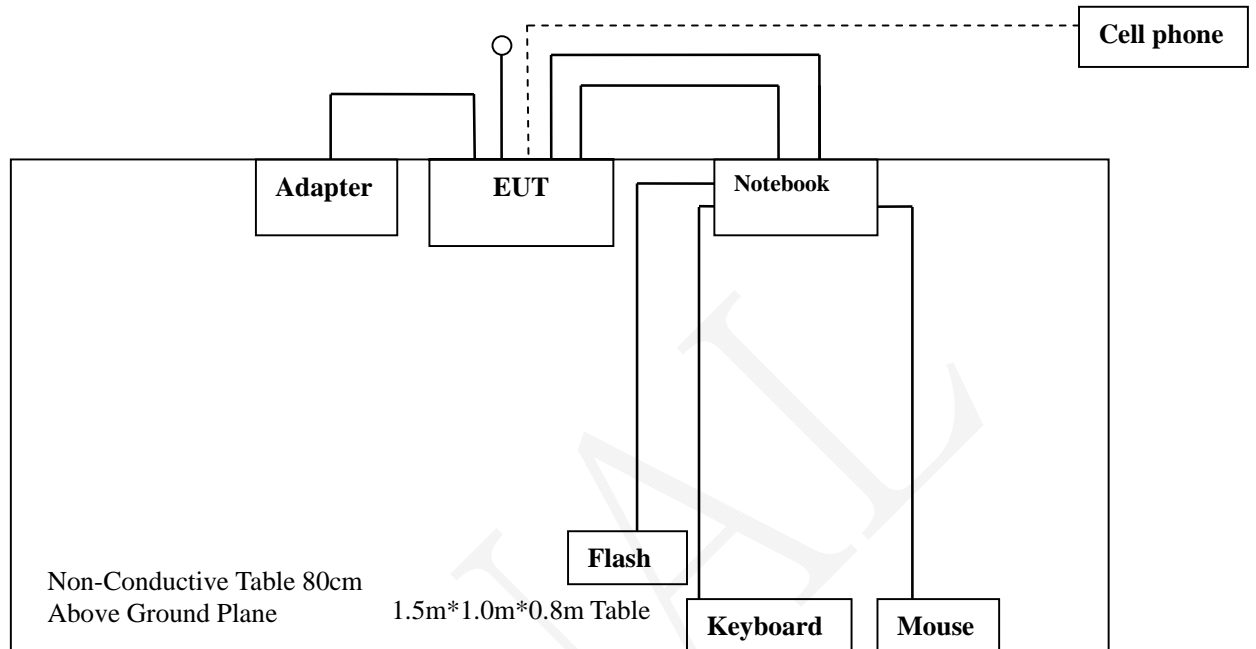 Cell phone
Adapter
EUT
Notebook
Flash
Non-Conductive Table 80cm
Above Ground Plane
1.5m*1.0m*0.8m Table
Keyboard
Mouse